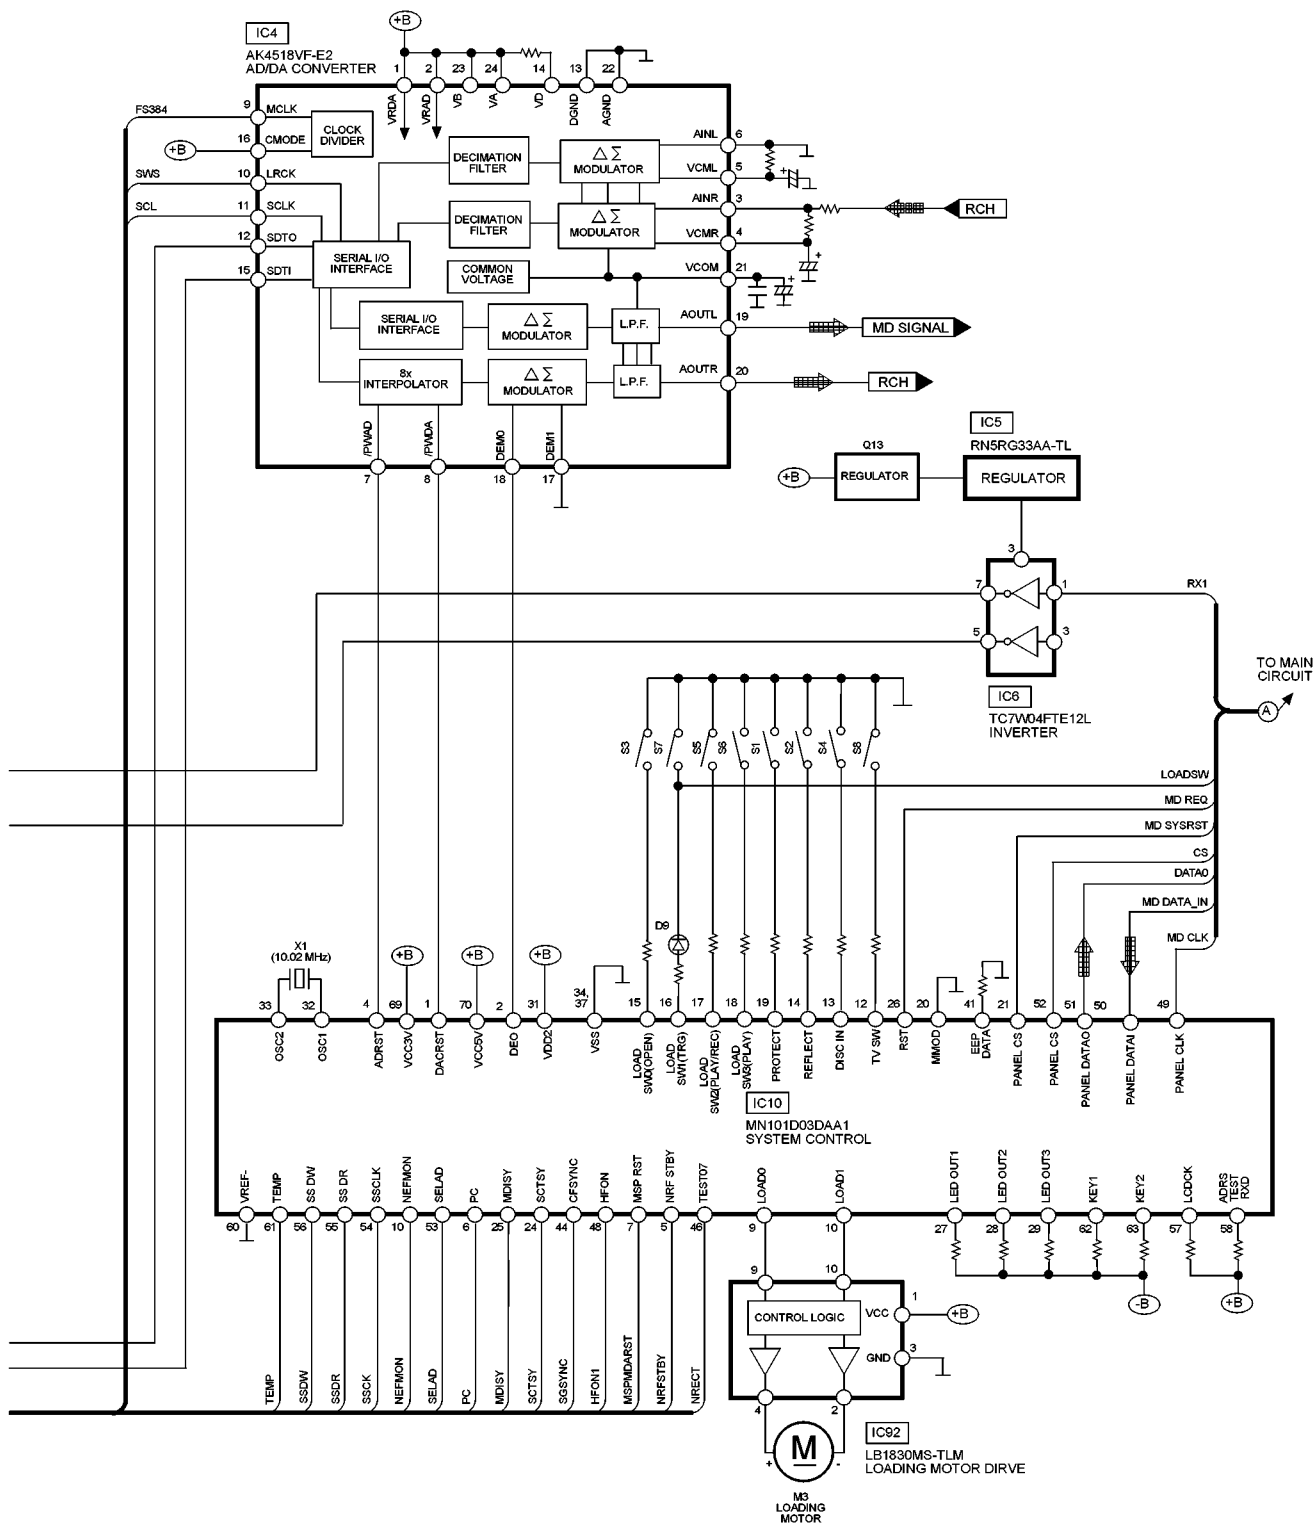 IC4
AK4518VF-E2
AD/DA CONVERTER
+B
1 2 23 24 14 13 22
VRDA VRAD VB VA VD DGND AGND
FS384 9 MCLK
CLOCK
DIVIDER
+B 16 CMODE
SWS 10 LRCK
SCL 11 SCLK
12 SDTO
15 SDTI
SERIAL I/O
INTERFACE
DECIMATION
FILTER
Δ Σ
MODULATOR
DECIMATION
FILTER
Δ Σ
MODULATOR
COMMON
VOLTAGE
SERIAL I/O
INTERFACE
Δ Σ
MODULATOR
L.P.F.
8x
INTERPOLATOR
Δ Σ
MODULATOR
L.P.F.
AINL 6
VCML 5
+
AINR 3
RCH
VCMR 4
+
VCOM 21
+
AOUTL 19
MD SIGNAL
AOUTR 20
RCH
/PWAD /PWDA DEM0 DEM1
7 8 18 17
IC5
RN5RG33AA-TL
REGULATOR
Q13
REGULATOR
+B
3
7 1 RX1
5 3
IC6
TC7W04FTE12L
INVERTER
TO MAIN
CIRCUIT
A
S3 S7 S5 S6 S1 S2 S4 S8
LOADSW
MD REQ
MD SYSRST
CS
DATA0
MD DATA_IN
MD CLK
D9
X1
(10.02 MHz)
+B +B +B
33 32 4 69 1 70 2 31 34,
37 15 16 17 18 19 14 13 12 26 20 41 21 52 51 50 49
OSC2
OSC1
ADRST
VCC3V
DACRST
VCC5V
DEO
VDD2
VSS
LOAD
SW0(OPEN)
LOAD
SW1(TRG)
LOAD
SW2(PLAY/REC)
LOAD
SW3(PLAY)
PROTECT
REFLECT
DISC IN
TV SW
RST
MMOD
EEP
DATA
PANEL CS
PANEL CS
PANEL DATAO
PANEL DATAI
PANEL CLK
IC10
MN101D03DAA1
SYSTEM CONTROL
VREF-
TEMP
SS DW
SS DR
SSCLK
NEFMON
SELAD
PC
MDISY
SCTSY
CFSYNC
HFON
MSP RST
NRF STBY
TEST07
LOAD0
LOAD1
LED OUT1
LED OUT2
LED OUT3
KEY1
KEY2
LCDCK
ADRS
TEST
RXD
60 61 56 55 54 10 53 6 25 24 44 48 7 5 46 9 10 27 28 29 62 63 57 58
-B +B
9 10
CONTROL LOGIC
VCC 1 +B
GND 3
4 2
TEMP
SSDW
SSDR
SSCK
NEFMON
SELAD
PC
MDISY
SCTSY
SGSYNC
HFON1
MSPMDARST
NRFSTBY
NRECT
+ M -
M3
LOADING
MOTOR
IC92
LB1830MS-TLM
LOADING MOTOR DIRVE